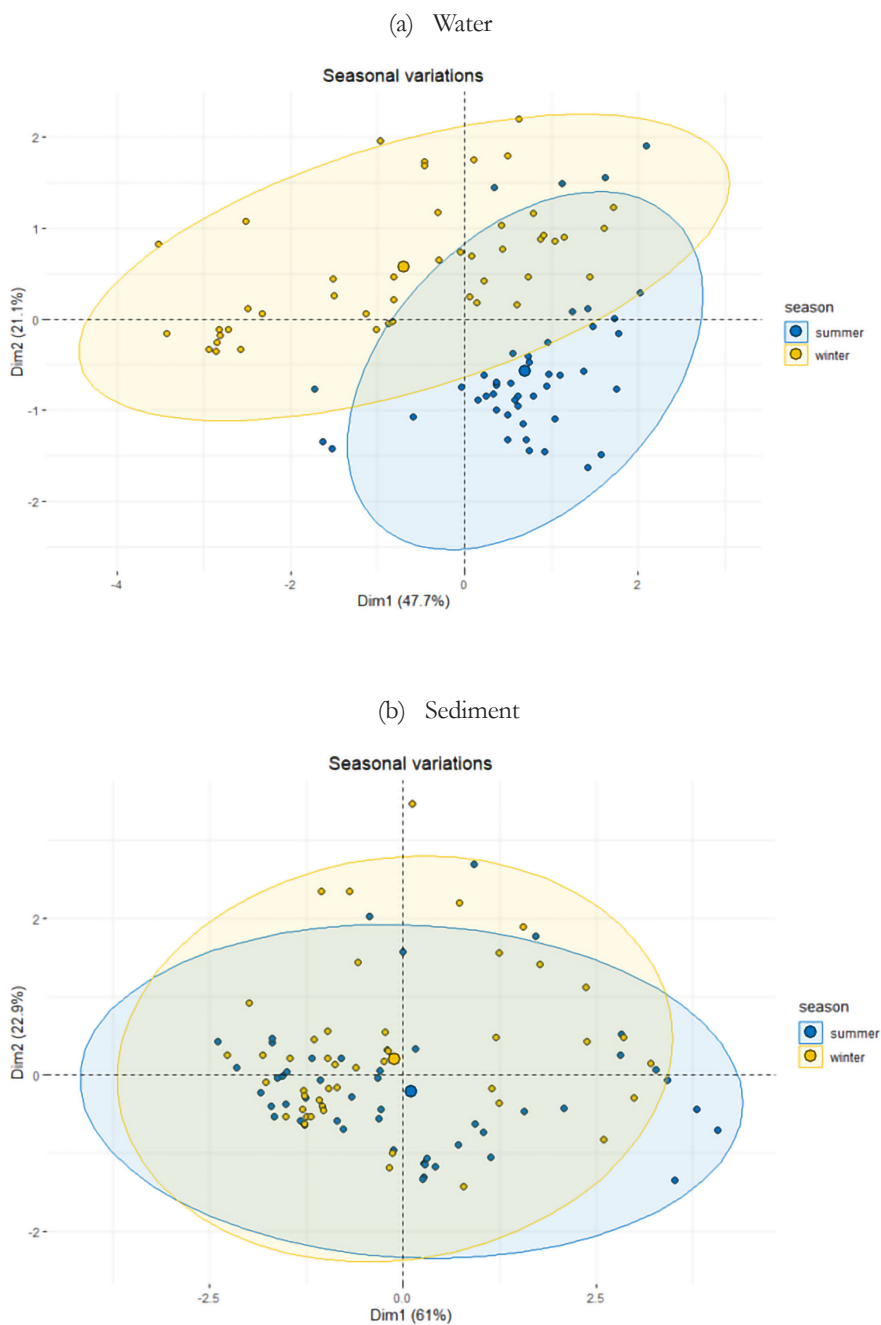 (a) Water
Seasonal variations
2
1
0
-1
-2
Dim2 (21.1%)
-4
-2
0
2
Dim1 (47.7%)
season
summer
winter
(b) Sediment
Seasonal variations
2
0
-2
Dim2 (22.9%)
-2.5
0.0
2.5
Dim1 (61%)
season
summer
winter